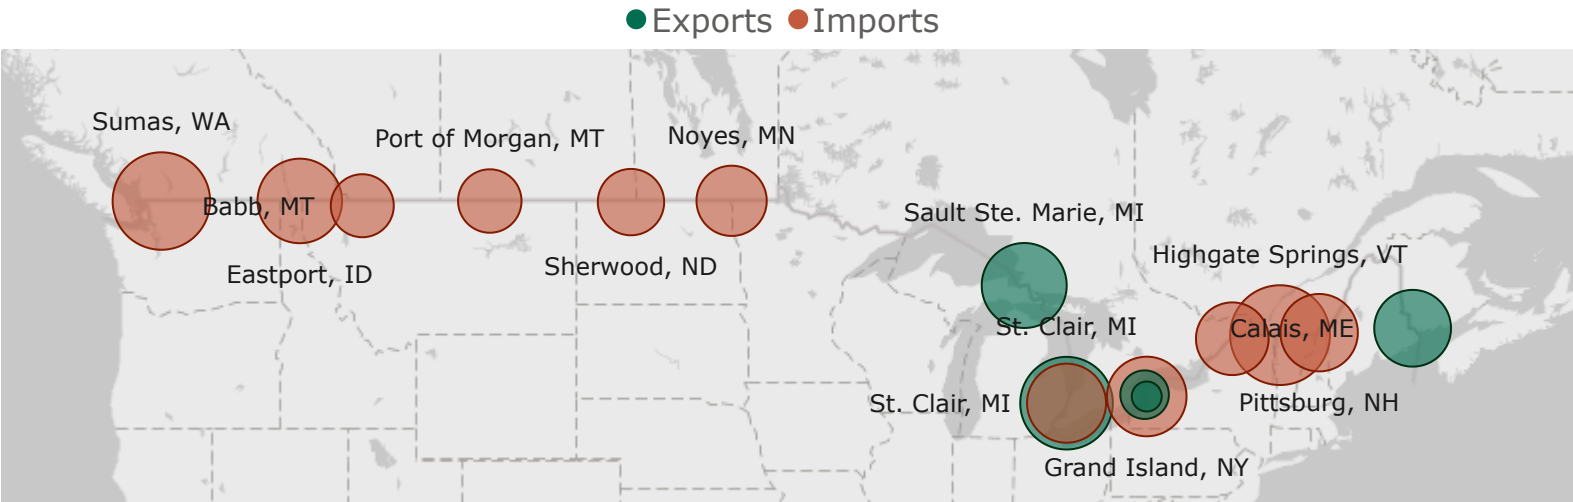 Exports Imports
Sumas, WA
Port of Morgan, MT
Noyes, MN
Babb, MT
Sault Ste. Marie, MI
Highgate Springs, VT
Eastport, ID
Sherwood, ND
St. Clair, MI
Calais, ME
St. Clair, MI
Pittsburg, NH
Grand Island, NY